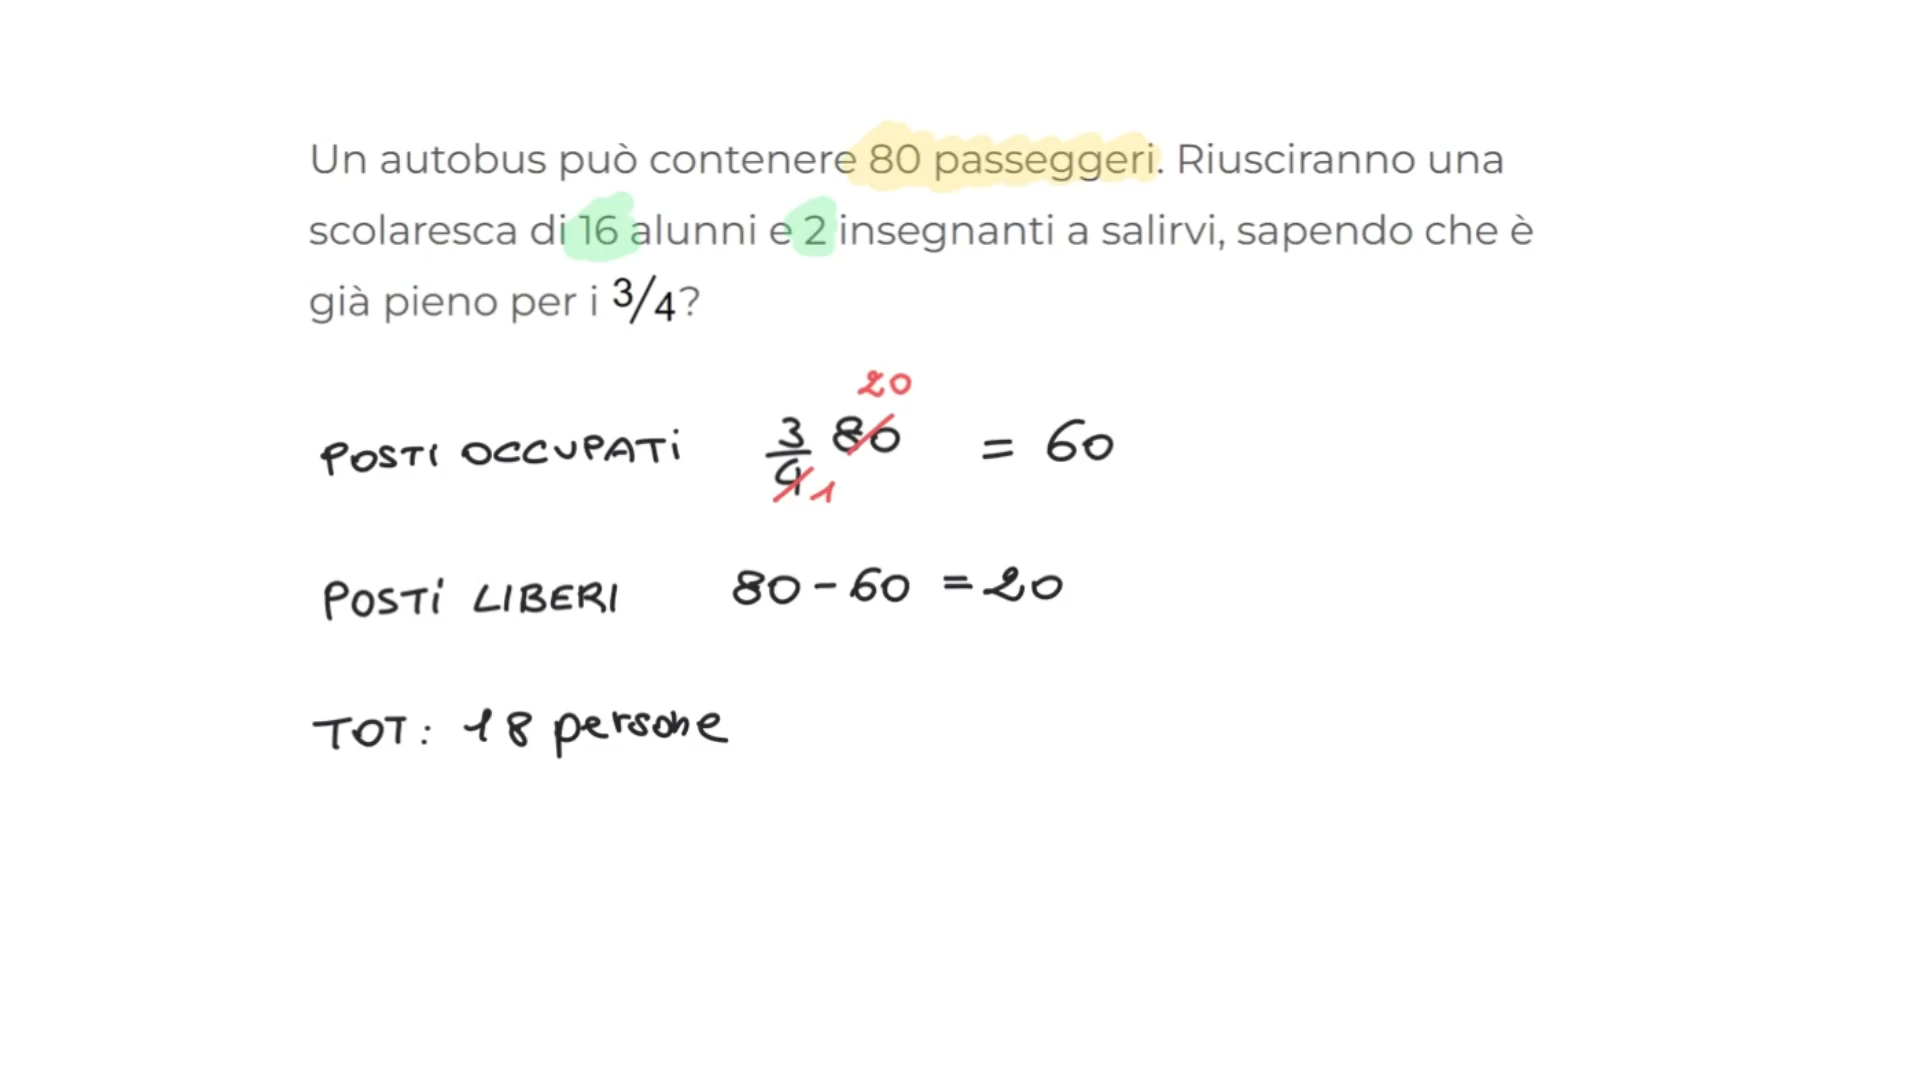 Un autobus può contenere 80 passeggeri. Riusciranno una
scolaresca di 16 alunni e 2 insegnanti a salirvi, sapendo che è
già pieno per i 3/4?
20
POSTI OCCUPATI 3/4 80 = 60
1
POSTI LIBERI 80 - 60 = 20
TOT: 18 persone